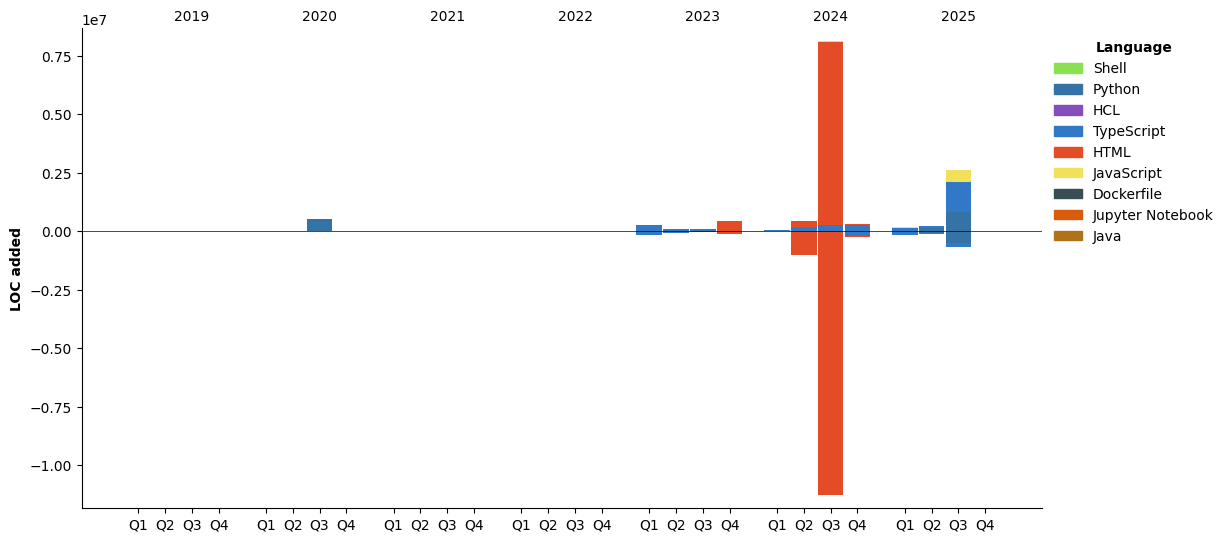 1e7
2019 2020 2021 2022 2023 2024 2025
LOC added
0.75
0.50
0.25
0.00
−0.25
−0.50
−0.75
−1.00
Q1 Q2 Q3 Q4 Q1 Q2 Q3 Q4 Q1 Q2 Q3 Q4 Q1 Q2 Q3 Q4 Q1 Q2 Q3 Q4 Q1 Q2 Q3 Q4 Q1 Q2 Q3 Q4
Language
Shell
Python
HCL
TypeScript
HTML
JavaScript
Dockerfile
Jupyter Notebook
Java